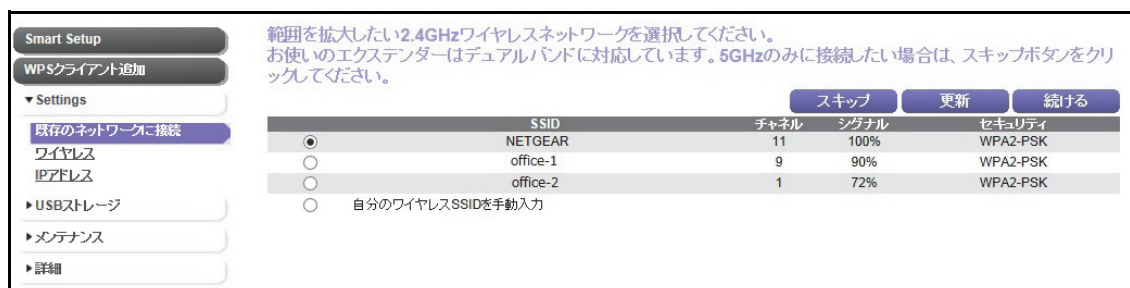 Smart Setup
WPSクライアント追加
▼Settings
既存のネットワークに接続
ワイヤレス
IPアドレス
▶USBストレージ
▶メンテナンス
▶詳細
範囲を拡大したい2.4GHzワイヤレスネットワークを選択してください。
お使いのエクステンダーはデュアルバンドに対応しています。5GHzのみに接続したい場合は、スキップボタンをクリ
ックしてください。
スキップ 更新 続ける
SSID チャネル シグナル セキュリティ
NETGEAR 11 100% WPA2-PSK
office-1 9 90% WPA2-PSK
office-2 1 72% WPA2-PSK
自分のワイヤレスSSIDを手動入力